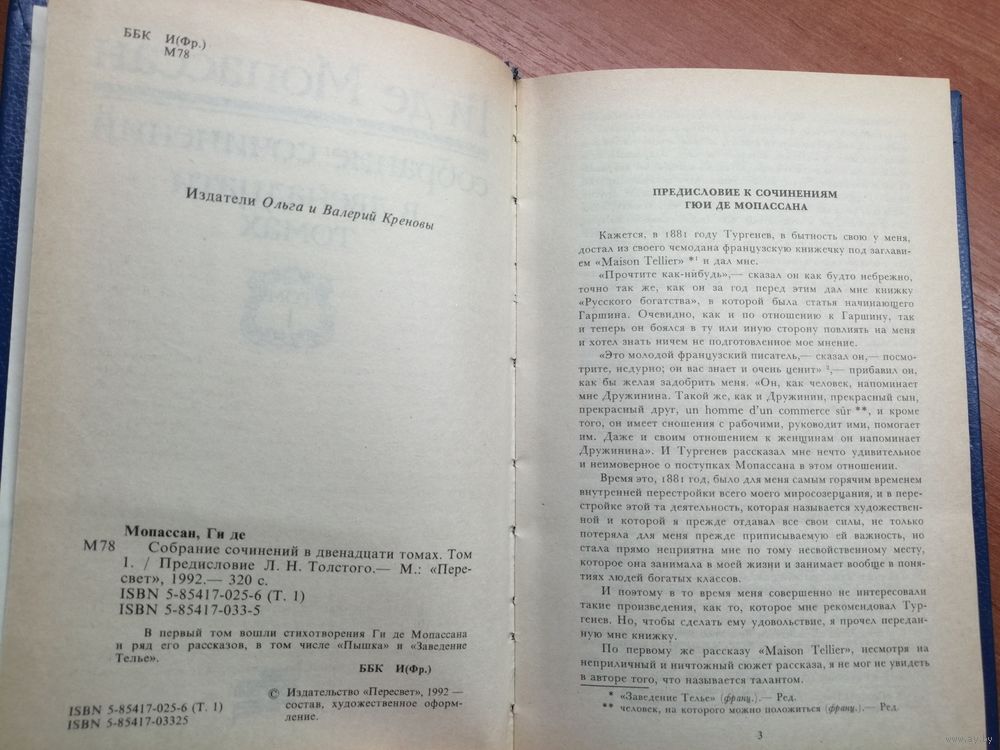 ББК И(Фр.)
М78
Издатели Ольга и Валерий Креновы
Мопассан, Ги де
М78 Собрание сочинений в двенадцати томах. Том
1. / Предисловие Л. Н. Толстого.— М.: «Пере-
свет», 1992.— 320 с.
ISBN 5-85417-025-6 (Т. 1)
ISBN 5-85417-033-5
В первый том вошли стихотворения Ги де Мопассана
и ряд его рассказов, в том числе «Пышка» и «Заведение
Телье».
ББК И(Фр.)
© Издательство «Пересвет», 1992 —
состав, художественное оформ-
ление.
ISBN 5-85417-025-6 (Т. 1)
ISBN 5-85417-03325
ПРЕДИСЛОВИЕ К СОЧИНЕНИЯМ
ГЮИ ДЕ МОПАССАНА
Кажется, в 1881 году Тургенев, в бытность свою у меня,
достал из своего чемодана французскую книжечку под заглави-
ем «Maison Tellier» *¹ и дал мне.
«Прочтите как-нибудь»,— сказал он как будто небрежно,
точно так же, как он за год перед этим дал мне книжку
«Русского богатства», в которой была статья начинающего
Гаршина. Очевидно, как и по отношению к Гаршину, так
и теперь он боялся в ту или иную сторону повлиять на меня
и хотел знать ничем не подготовленное мое мнение.
«Это молодой французский писатель,— сказал он,— посмо-
трите, недурно; он вас знает и очень ценит» ²,— прибавил он,
как бы желая задобрить меня. «Он, как человек, напоминает
мне Дружинина. Такой же, как и Дружинин, прекрасный сын,
прекрасный друг, un homme d'un commerce sûr **, и кроме
того, он имеет сношения с рабочими, руководит ими, помогает
им. Даже и своим отношением к женщинам он напоминает
Дружинина». И Тургенев рассказал мне нечто удивительное
и неимоверное о поступках Мопассана в этом отношении.
Время это, 1881 год, было для меня самым горячим временем
внутренней перестройки всего моего миросозерцания, и в пере-
стройке этой та деятельность, которая называется художествен-
ной и которой я прежде отдавал все свои силы, не только
потеряла для меня прежде приписываемую ей важность, но
стала прямо неприятна мне по тому несвойственному месту,
которое она занимала в моей жизни и занимает вообще в поня-
тиях людей богатых классов.
И поэтому в то время меня совершенно не интересовали
такие произведения, как то, которое мне рекомендовал Тур-
генев. Но, чтобы сделать ему удовольствие, я прочел передан-
ную мне книжку.
По первому же рассказу «Maison Tellier», несмотря на
неприличный и ничтожный сюжет рассказа, я не мог не увидеть
в авторе того, что называется талантом.
* «Заведение Телье» (франц.).— Ред.
** человек, на которого можно положиться (франц.).— Ред.
3
www.ay.by